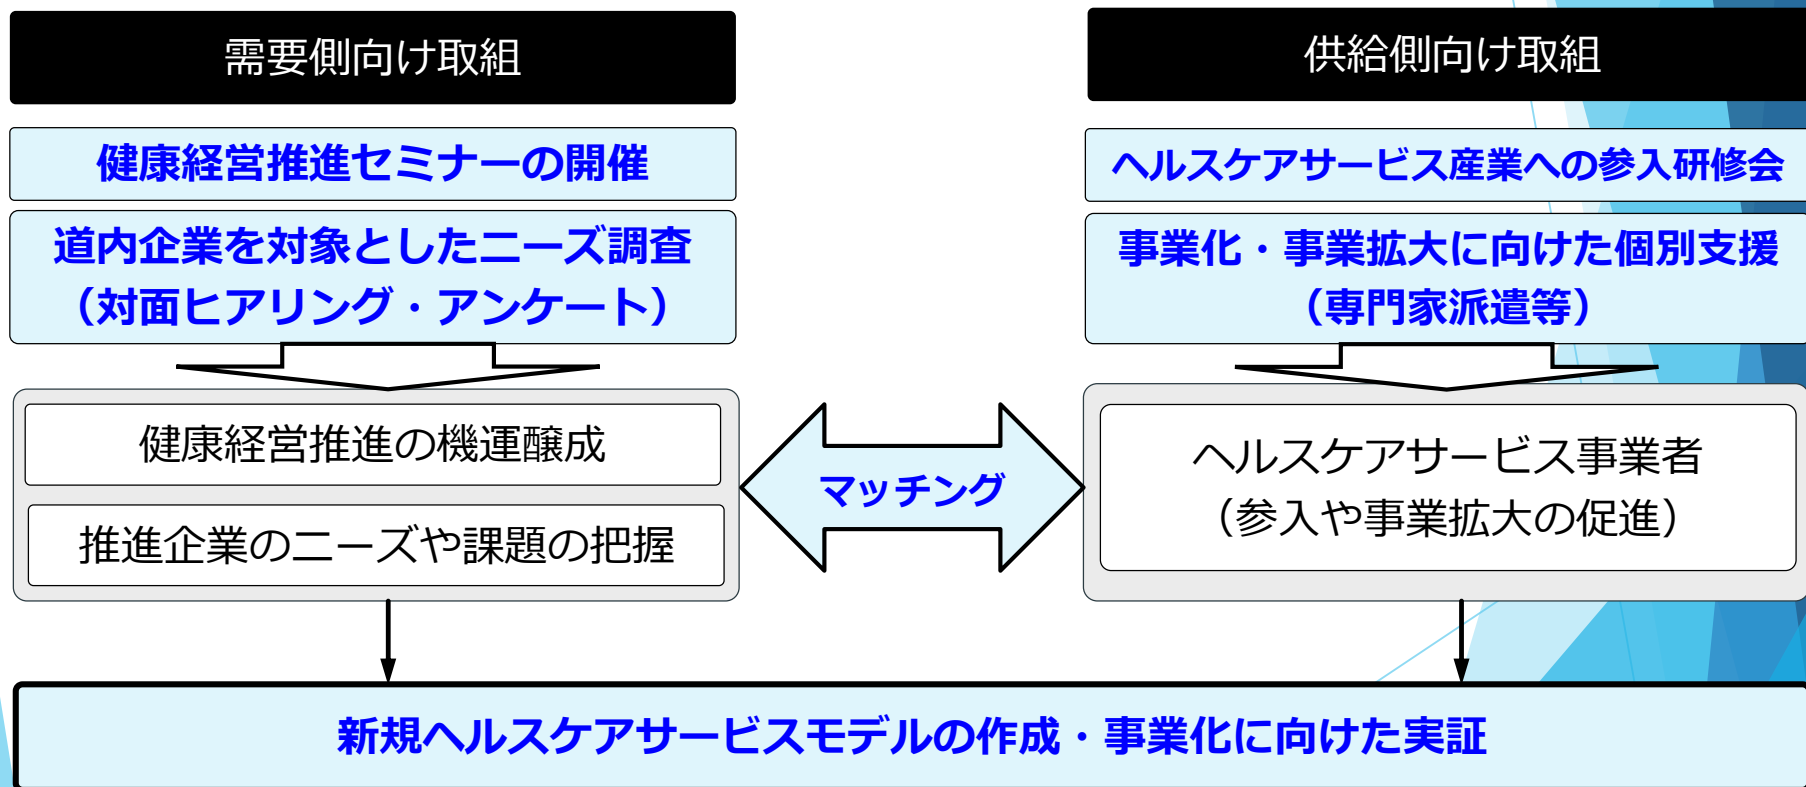 需要側向け取組
健康経営推進セミナーの開催
道内企業を対象としたニーズ調査
（対面ヒアリング・アンケート）
健康経営推進の機運醸成
推進企業のニーズや課題の把握
マッチング
供給側向け取組
ヘルスケアサービス産業への参入研修会
事業化・事業拡大に向けた個別支援
（専門家派遣等）
ヘルスケアサービス事業者
（参入や事業拡大の促進）
新規ヘルスケアサービスモデルの作成・事業化に向けた実証